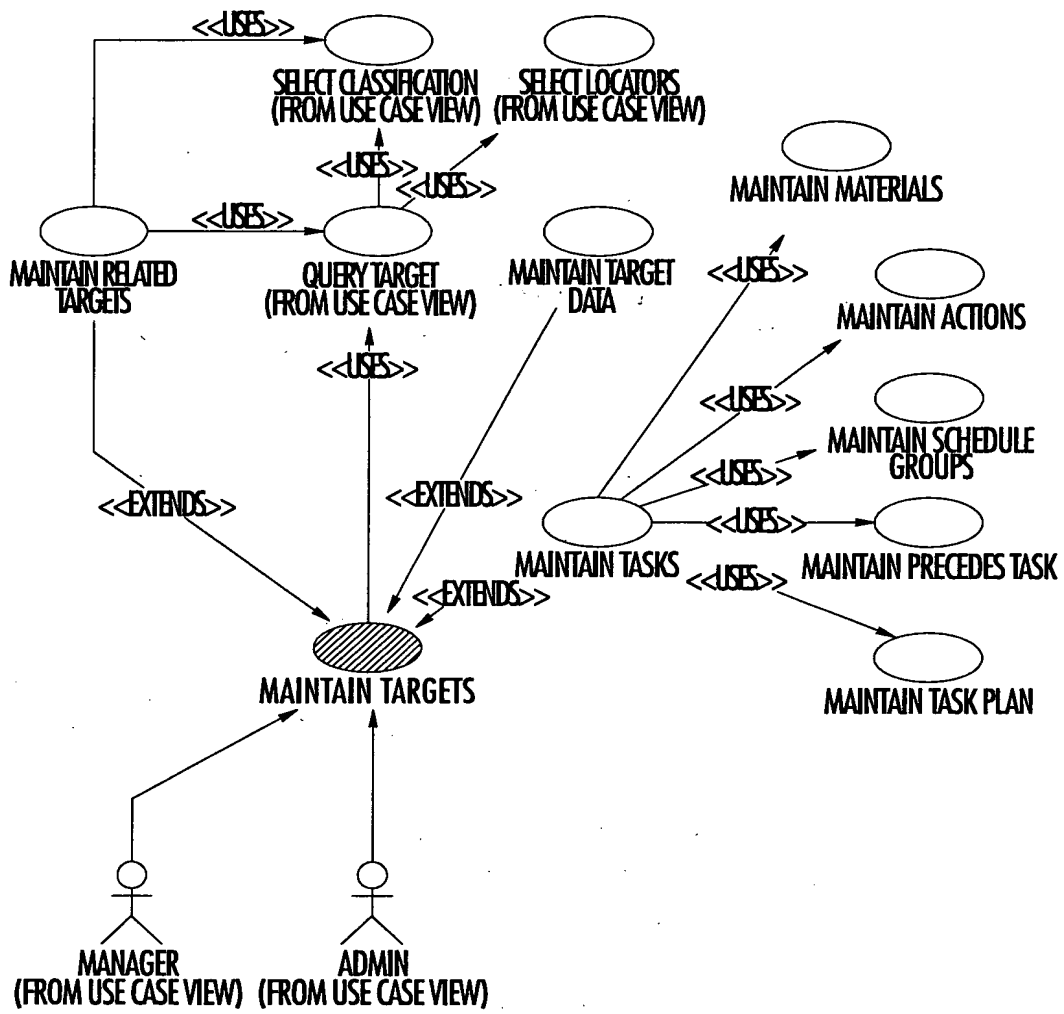 <<USES>>
SELECT CLASSIFICATION
(FROM USE CASE VIEW)
SELECT LOCATORS
(FROM USE CASE VIEW)
<<USES>>
<<USES>>
MAINTAIN MATERIALS
<<USES>>
MAINTAIN RELATED
TARGETS
QUERY TARGET
(FROM USE CASE VIEW)
MAINTAIN TARGET
DATA
<<USES>>
MAINTAIN ACTIONS
<<USES>>
<<USES>>
MAINTAIN SCHEDULE
GROUPS
<<USES>>
<<EXTENDS>>
<<EXTENDS>>
<<USES>>
MAINTAIN TASKS
MAINTAIN PRECEDES TASK
<<USES>>
<<EXTENDS>>
MAINTAIN TARGETS
MAINTAIN TASK PLAN
MANAGER
(FROM USE CASE VIEW)
ADMIN
(FROM USE CASE VIEW)